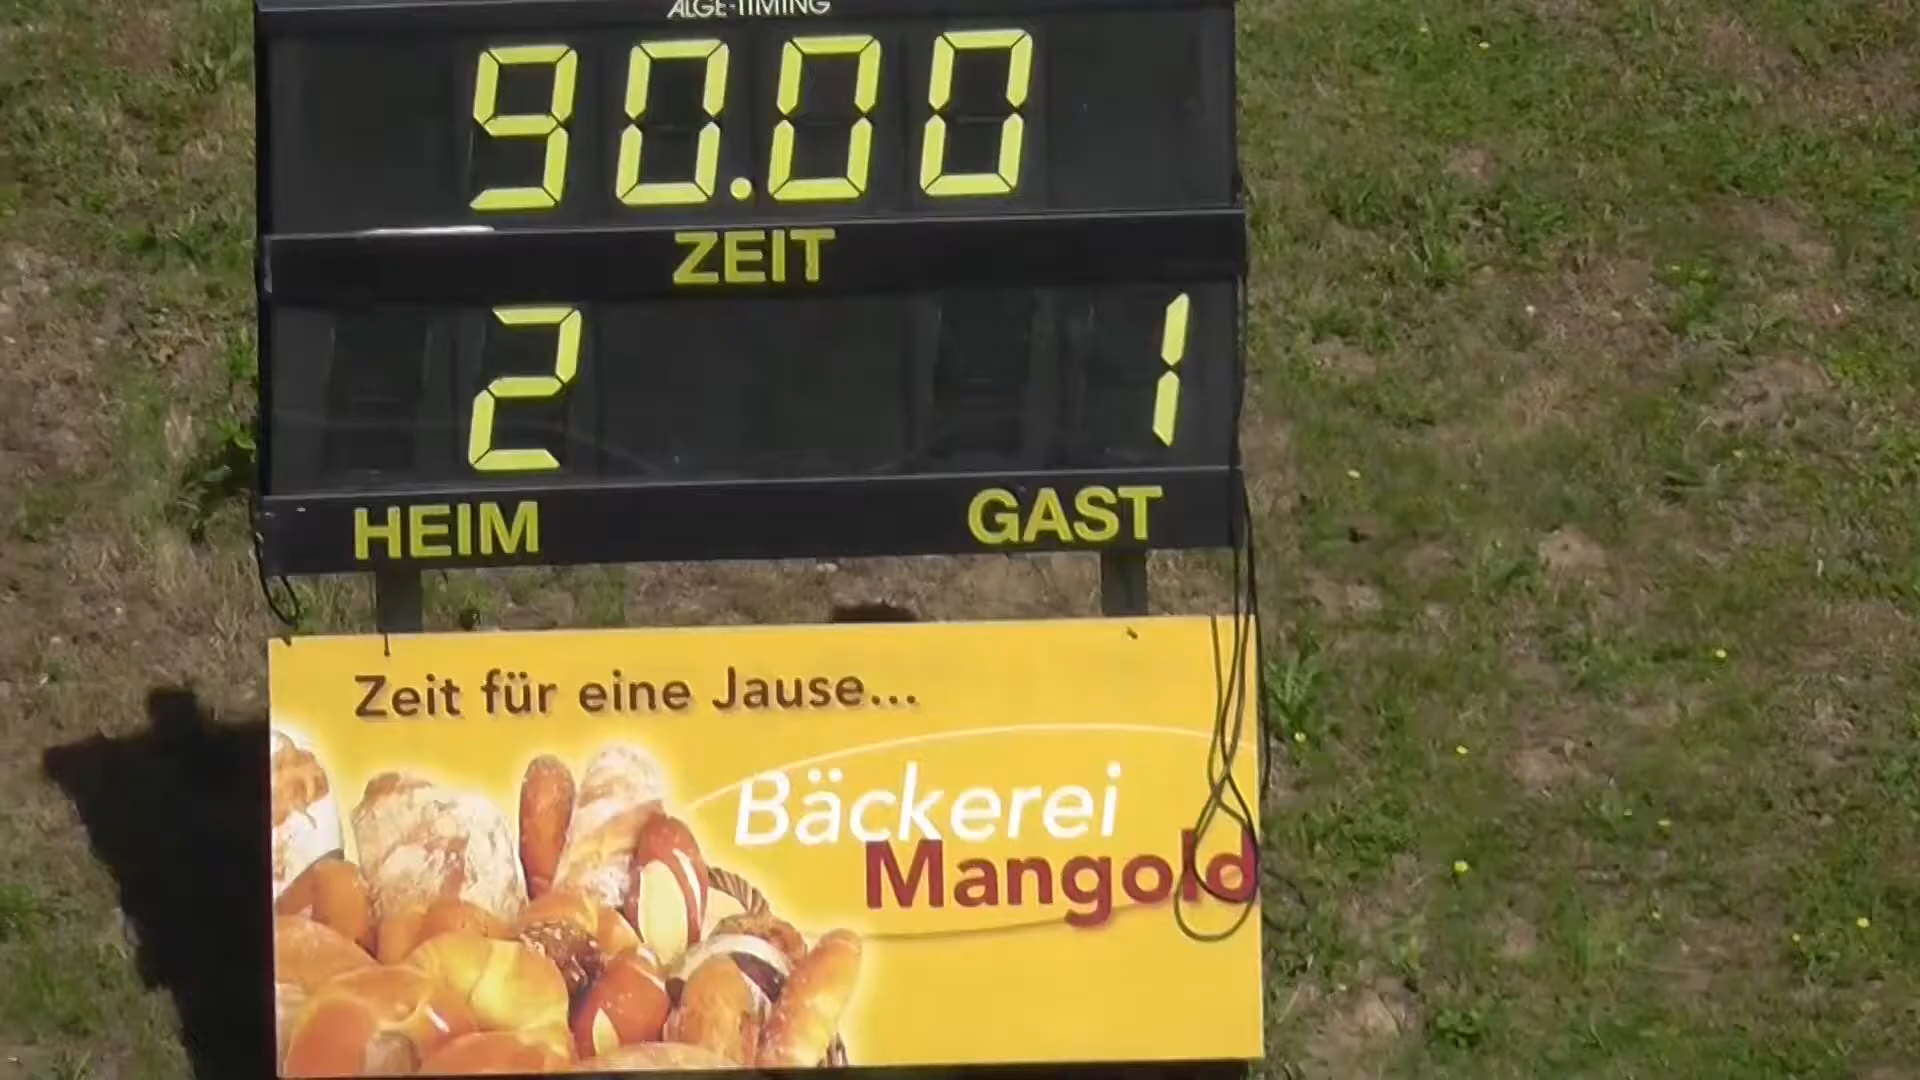 ALGE-TIMING
90.00
ZEIT
2 1
HEIM GAST
Zeit für eine Jause...
Bäckerei
Mangold